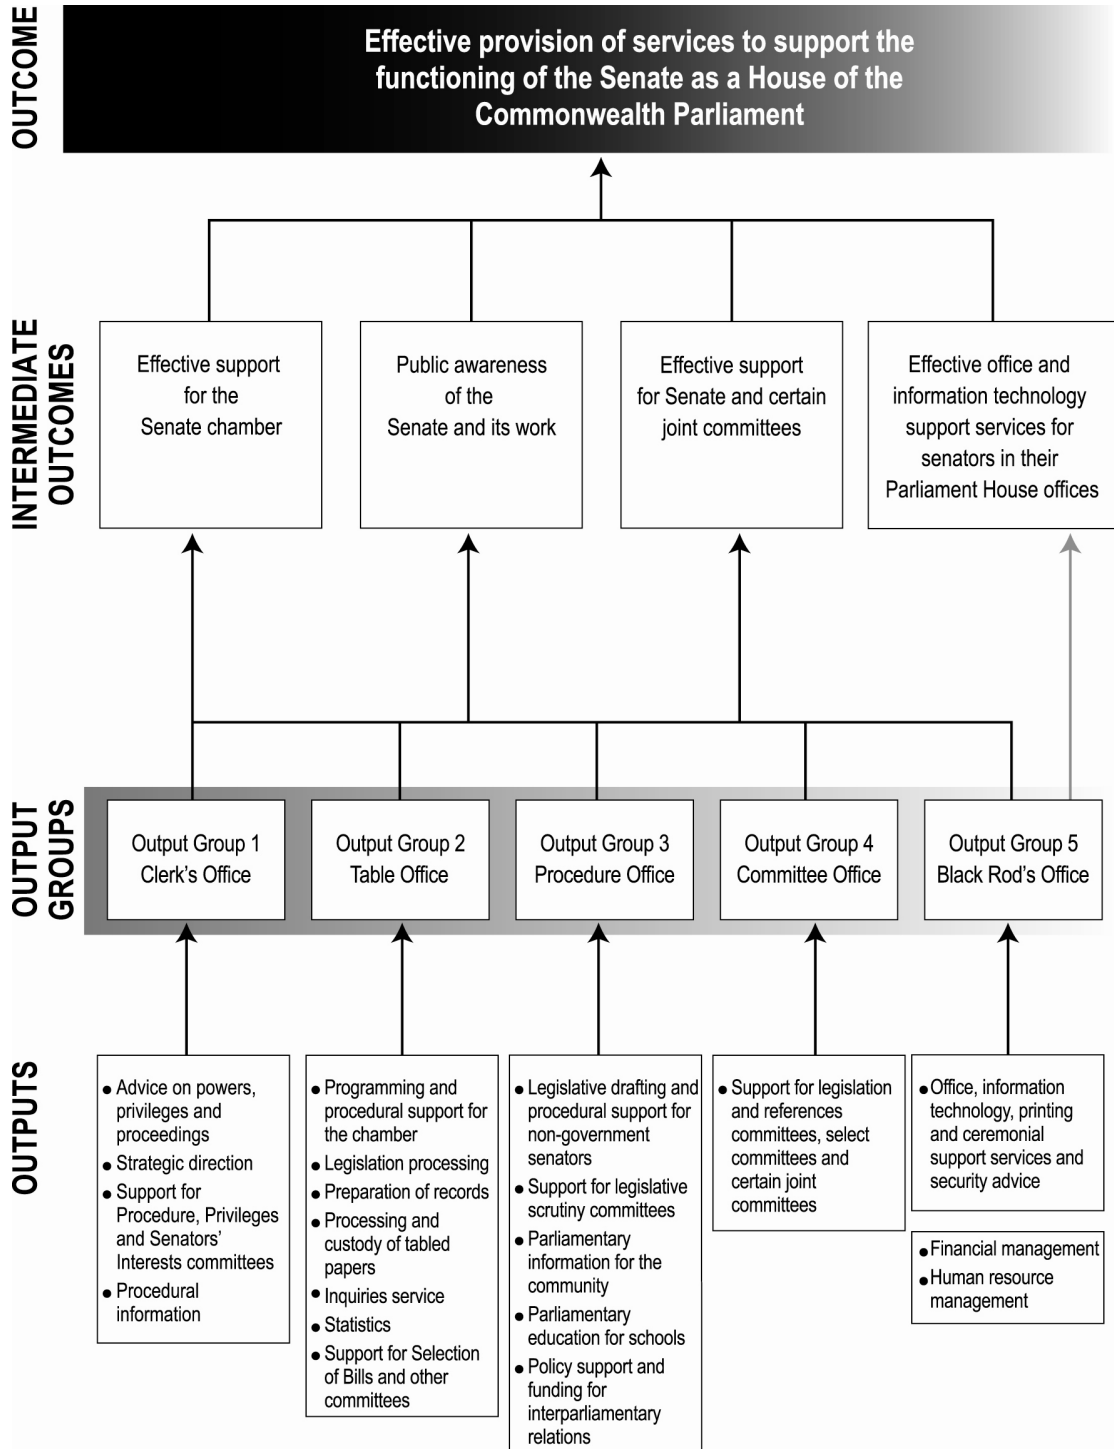 OUTCOME
Effective provision of services to support the
functioning of the Senate as a House of the
Commonwealth Parliament
INTERMEDIATE
OUTCOMES
Effective support
for the
Senate chamber
Public awareness
of the
Senate and its work
Effective support
for Senate and certain
joint committees
Effective office and
information technology
support services for
senators in their
Parliament House offices
OUTPUT
GROUPS
Output Group 1
Clerk's Office
Output Group 2
Table Office
Output Group 3
Procedure Office
Output Group 4
Committee Office
Output Group 5
Black Rod's Office
OUTPUTS
• Advice on powers,
privileges and
proceedings
• Strategic direction
• Support for
Procedure, Privileges
and Senators'
Interests committees
• Procedural
information
• Programming and
procedural support for
the chamber
• Legislation processing
• Preparation of records
• Processing and
custody of tabled
papers
• Inquiries service
• Statistics
• Support for Selection
of Bills and other
committees
• Legislative drafting and
procedural support for
non-government
senators
• Support for legislative
scrutiny committees
• Parliamentary
information for the
community
• Parliamentary
education for schools
• Policy support and
funding for
interparliamentary
relations
• Support for legislation
and references
committees, select
committees and
certain joint
committees
• Office, information
technology, printing
and ceremonial
support services and
security advice
• Financial management
• Human resource
management